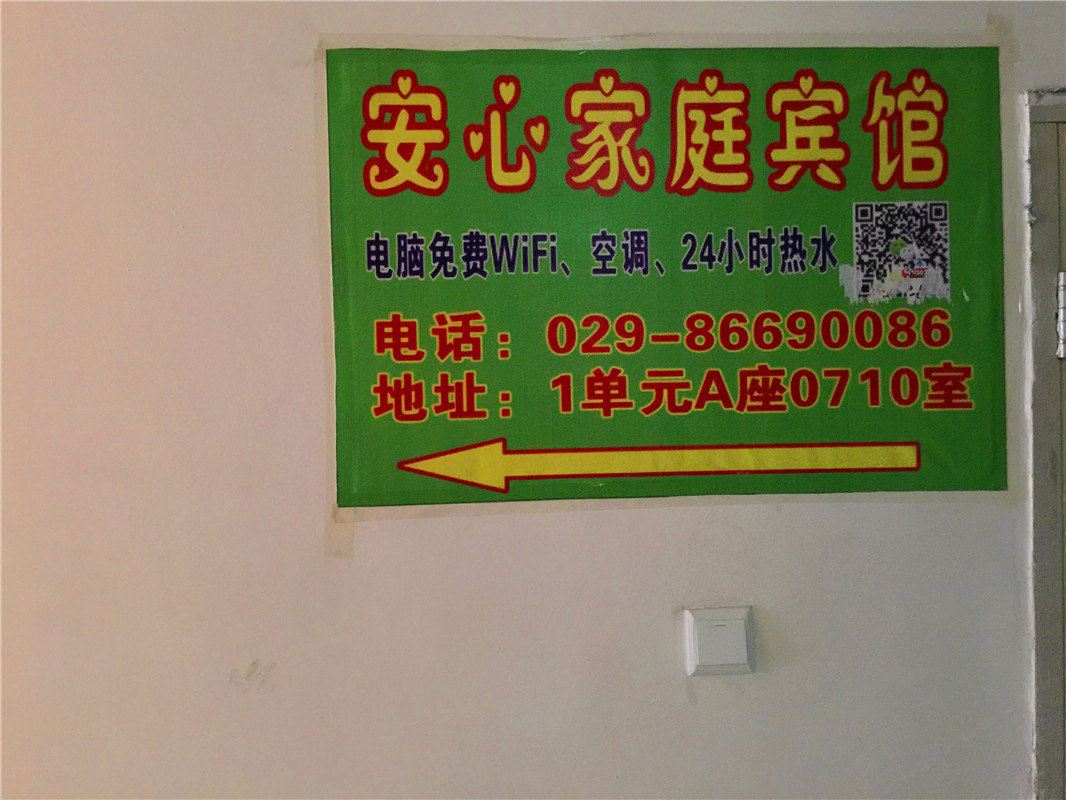 安心家庭宾馆
电脑免费WiFi、空调、24小时热水
电话：029-86690086
地址：1单元A座0710室